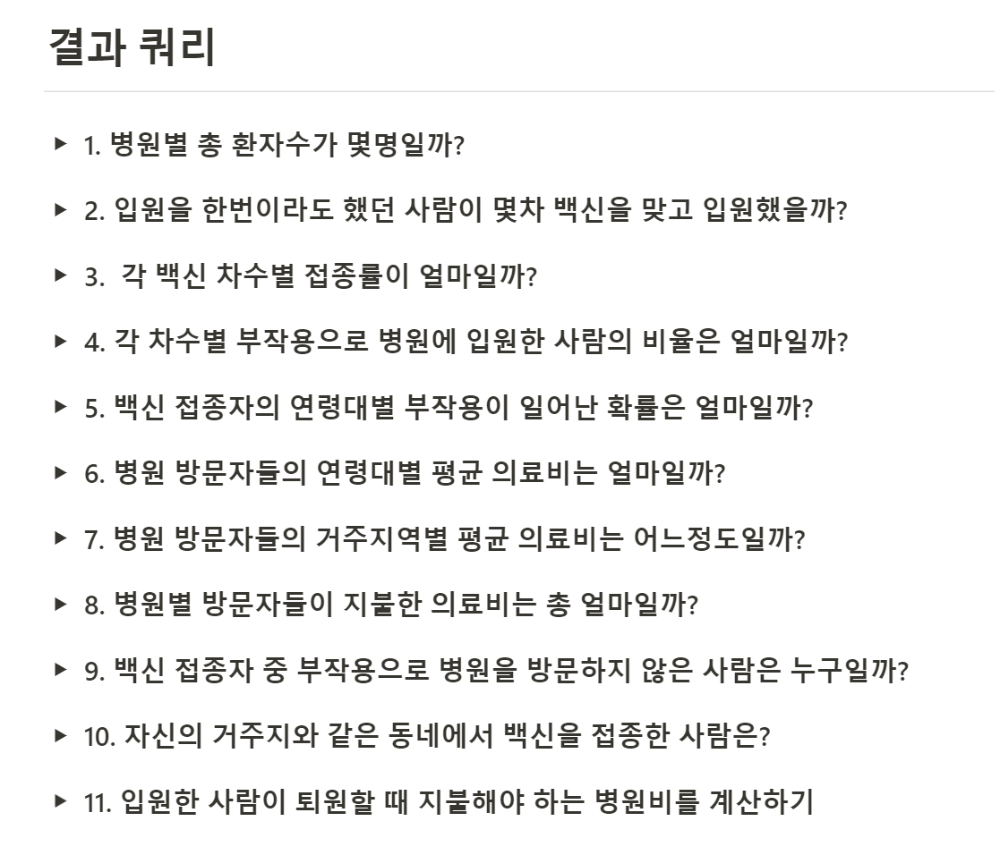 결과 쿼리
1. 병원별 총 환자수가 몇명일까?
2. 입원을 한번이라도 했던 사람이 몇차 백신을 맞고 입원했을까?
3. 각 백신 차수별 접종률이 얼마일까?
4. 각 차수별 부작용으로 병원에 입원한 사람의 비율은 얼마일까?
5. 백신 접종자의 연령대별 부작용이 일어난 확률은 얼마일까?
6. 병원 방문자들의 연령대별 평균 의료비는 얼마일까?
7. 병원 방문자들의 거주지역별 평균 의료비는 어느정도일까?
8. 병원별 방문자들이 지불한 의료비는 총 얼마일까?
9. 백신 접종자 중 부작용으로 병원을 방문하지 않은 사람은 누구일까?
10. 자신의 거주지와 같은 동네에서 백신을 접종한 사람은?
11. 입원한 사람이 퇴원할 때 지불해야 하는 병원비를 계산하기